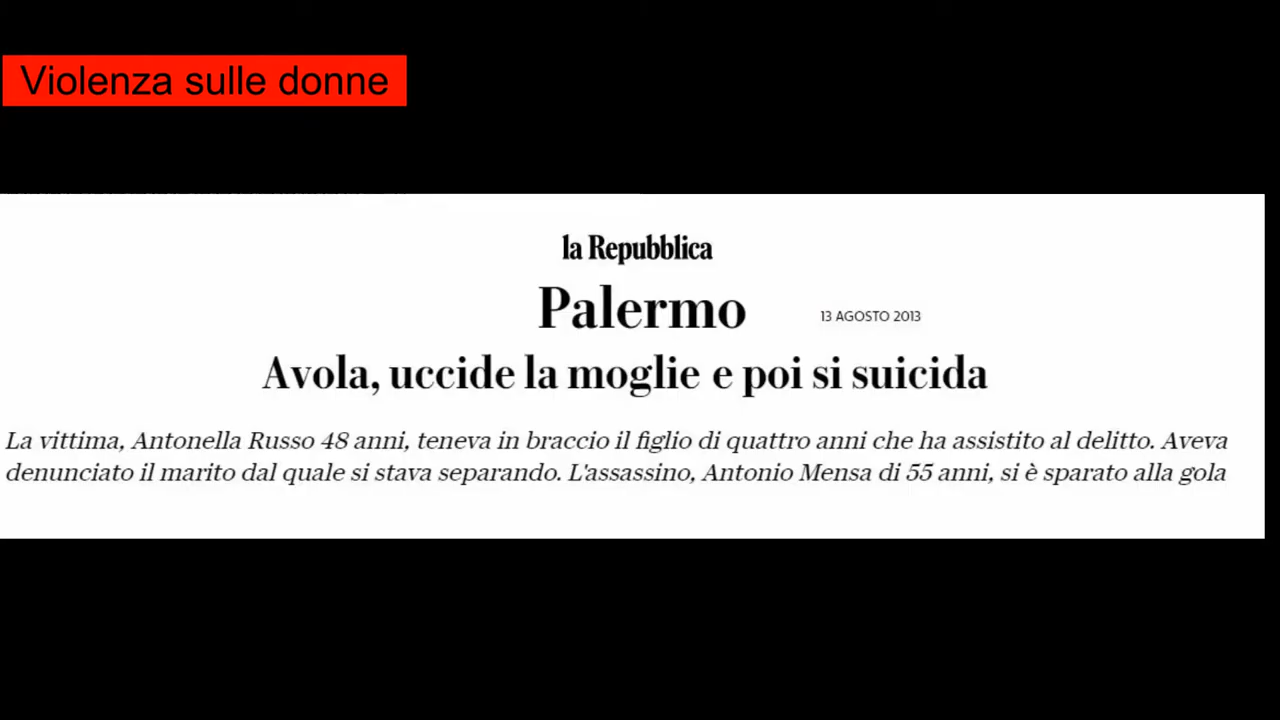 Violenza sulle donne
la Repubblica
Palermo 13 AGOSTO 2013
Avola, uccide la moglie e poi si suicida
La vittima, Antonella Russo 48 anni, teneva in braccio il figlio di quattro anni che ha assistito al delitto. Aveva
denunciato il marito dal quale si stava separando. L'assassino, Antonio Mensa di 55 anni, si è sparato alla gola